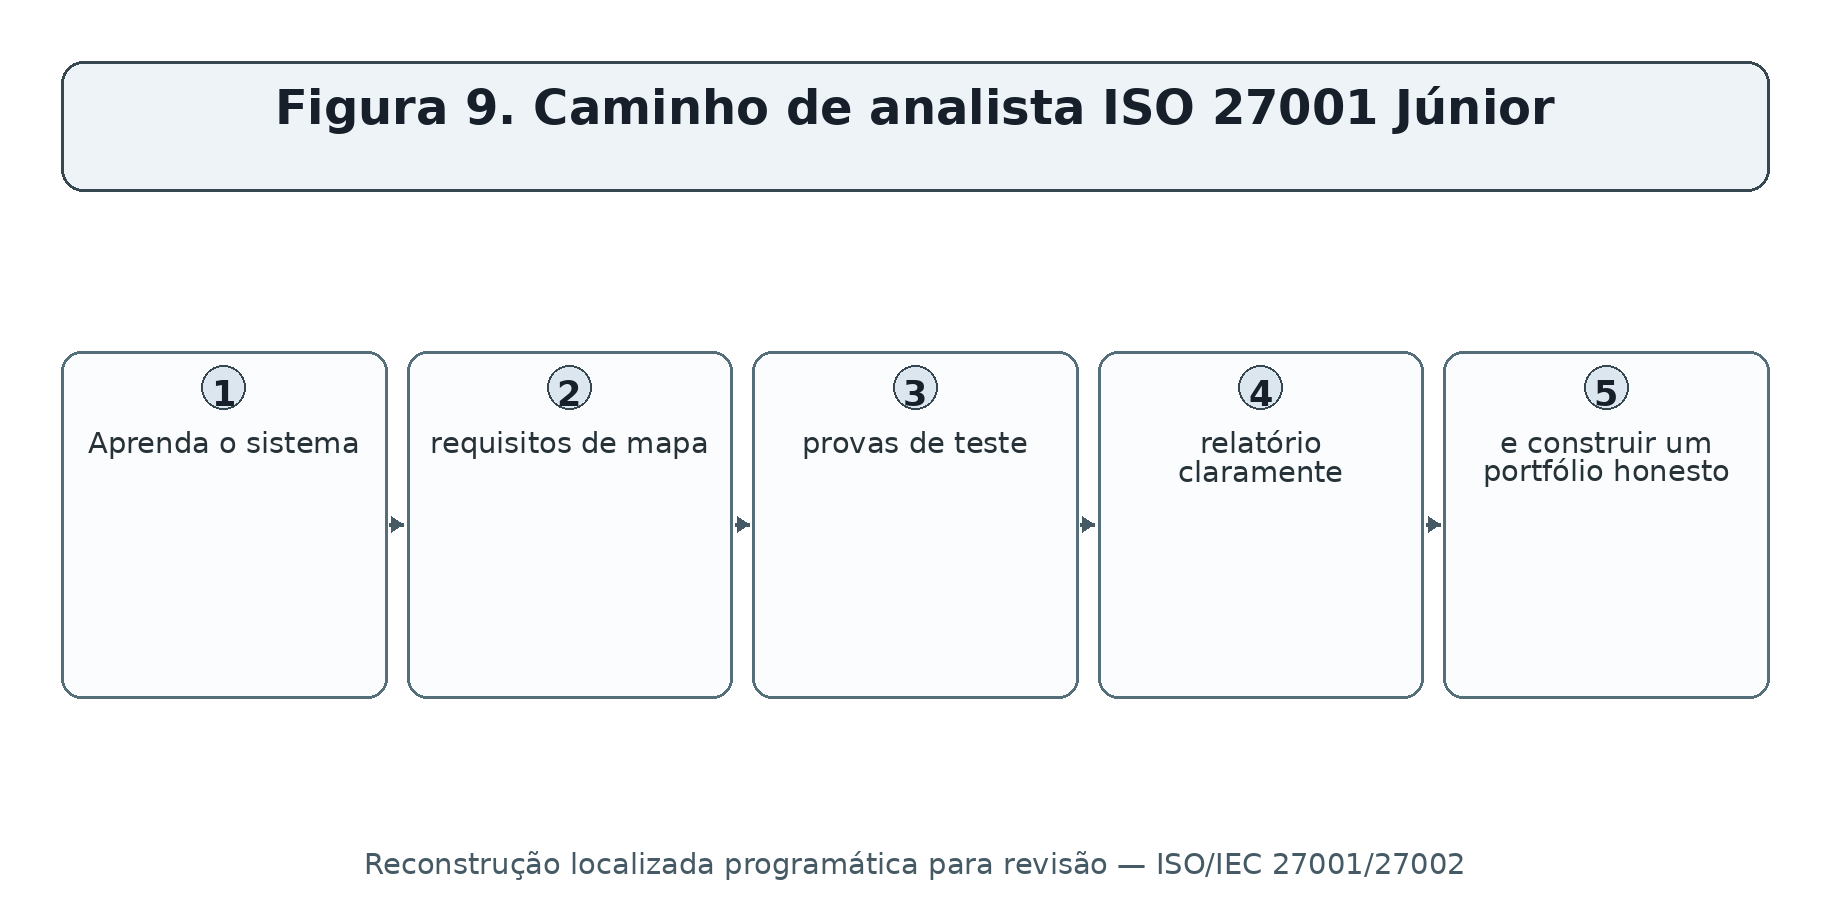 Figura 9. Caminho de analista ISO 27001 Júnior
1
Aprenda o sistema
2
requisitos de mapa
3
provas de teste
4
relatório
claramente
5
e construir um
portfólio honesto
Reconstrução localizada programática para revisão — ISO/IEC 27001/27002